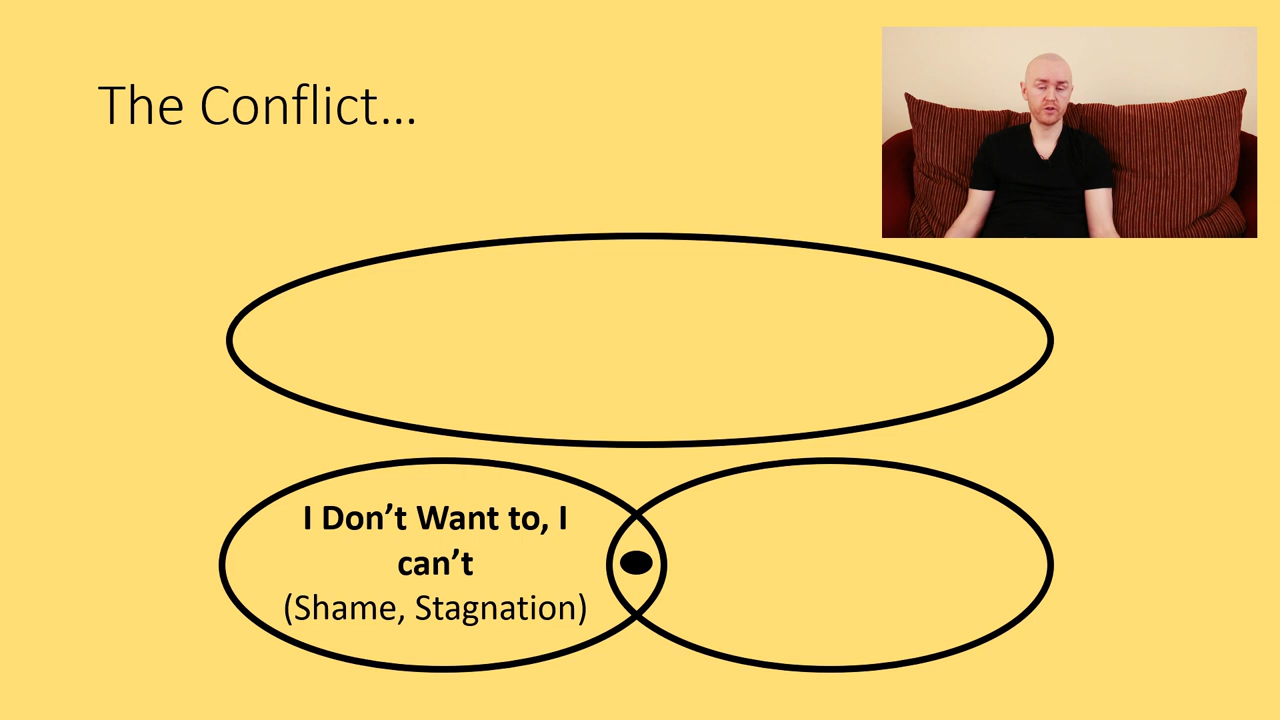 The Conflict...
I Don’t Want to, I
can’t
(Shame, Stagnation)